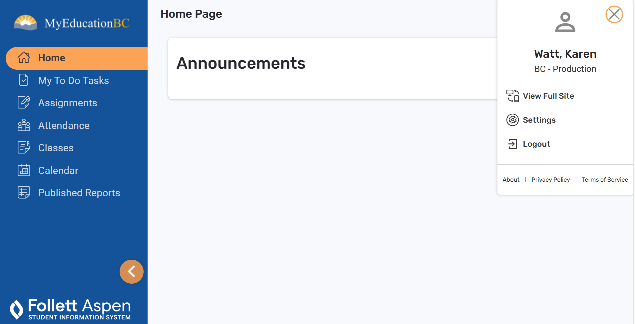 MyEducationBC
Home
My To Do Tasks
Assignments
Attendance
Classes
Calendar
Published Reports
Follett Aspen
STUDENT INFORMATION SYSTEM
Home Page
Announcements
Watt, Karen
BC - Production
View Full Site
Settings
Logout
About | Privacy Policy | Terms of Service